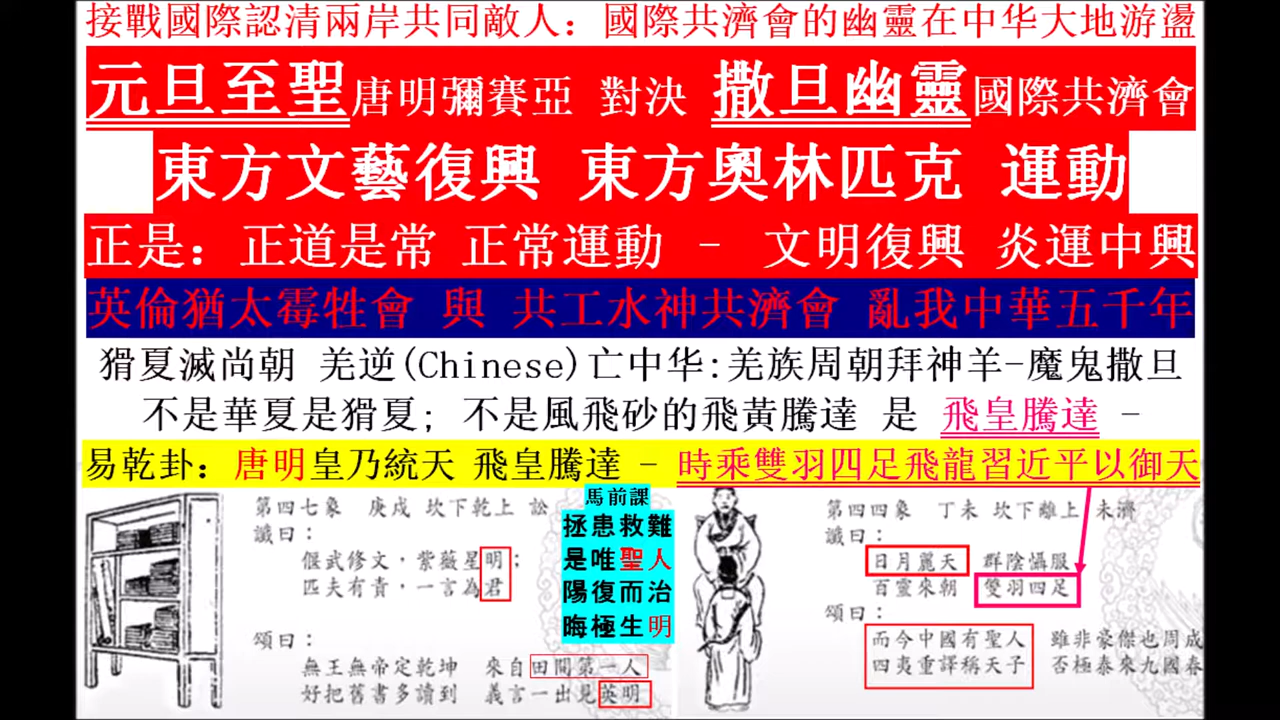 接戰國際認清兩岸共同敵人：國際共濟會的幽靈在中华大地游盪
元旦至聖唐明彌賽亞 對決 撒旦幽靈國際共濟會
東方文藝復興 東方奧林匹克 運動
正是：正道是常 正常運動 - 文明復興 炎運中興
英倫猶太霉牲會 與 共工水神共濟會 亂我中華五千年
猾夏滅尚朝 羌逆(Chinese)亡中华:羌族周朝拜神羊-魔鬼撒旦
不是華夏是猾夏; 不是風飛砂的飛黃騰達 是 飛皇騰達 -
易乾卦：唐明皇乃統天 飛皇騰達 - 時乘雙羽四足飛龍習近平以御天
第四七象 庚戌 坎下乾上 訟
讖曰：
偃武修文，紫薇星明；
匹夫有責，一言為君
頌曰：
無王無帝定乾坤 來自田間第一人
好把舊書多讀到 義言一出見英明
馬前課
拯患救難
是唯聖人
陽復而治
晦極生明
第四四象 丁未 坎下離上 未濟
讖曰：
日月麗天 群陰懾服
百靈來朝 雙羽四足
頌曰：
而今中國有聖人 雖非豪傑也周成
四夷重譯稱天子 否極泰來九國春